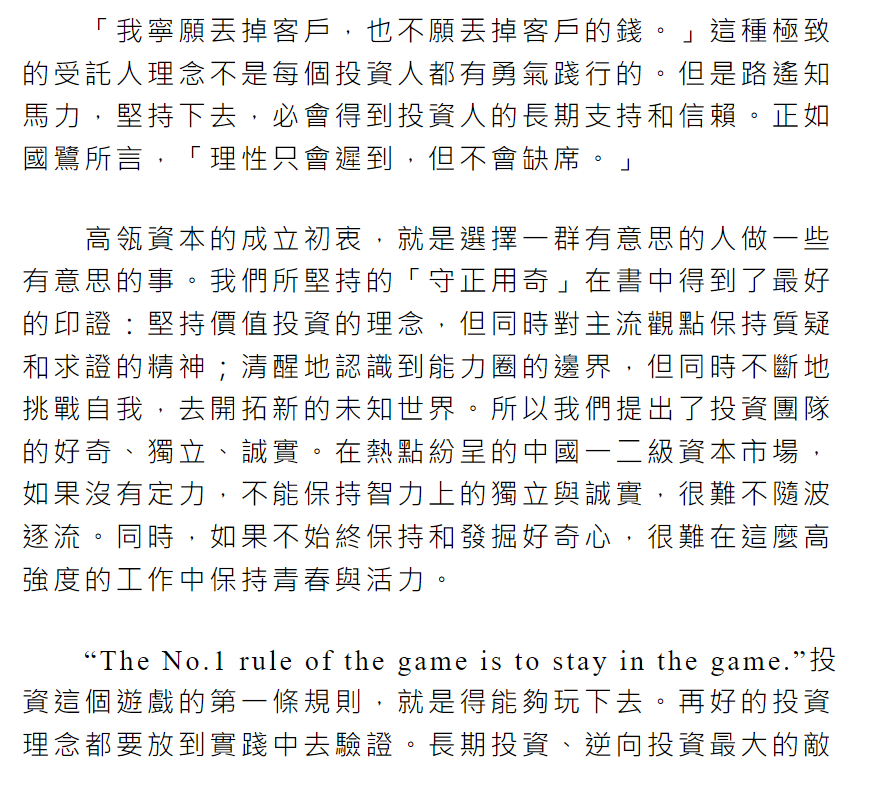 「我寧願丟掉客戶，也不願丟掉客戶的錢。」這種極致
的受託人理念不是每個投資人都有勇氣踐行的。但是路遙知
馬力，堅持下去，必會得到投資人的長期支持和信賴。正如
國鷺所言，「理性只會遲到，但不會缺席。」
高瓴資本的成立初衷，就是選擇一群有意思的人做一些
有意思的事。我們所堅持的「守正用奇」在書中得到了最好
的印證：堅持價值投資的理念，但同時對主流觀點保持質疑
和求證的精神；清醒地認識到能力圈的邊界，但同時不斷地
挑戰自我，去開拓新的未知世界。所以我們提出了投資團隊
的好奇、獨立、誠實。在熱點紛呈的中國一二級資本市場，
如果沒有定力，不能保持智力上的獨立與誠實，很難不隨波
逐流。同時，如果不始終保持和發掘好奇心，很難在這麼高
強度的工作中保持青春與活力。
“The No.1 rule of the game is to stay in the game.”投
資這個遊戲的第一條規則，就是得能夠玩下去。再好的投資
理念都要放到實踐中去驗證。長期投資、逆向投資最大的敵